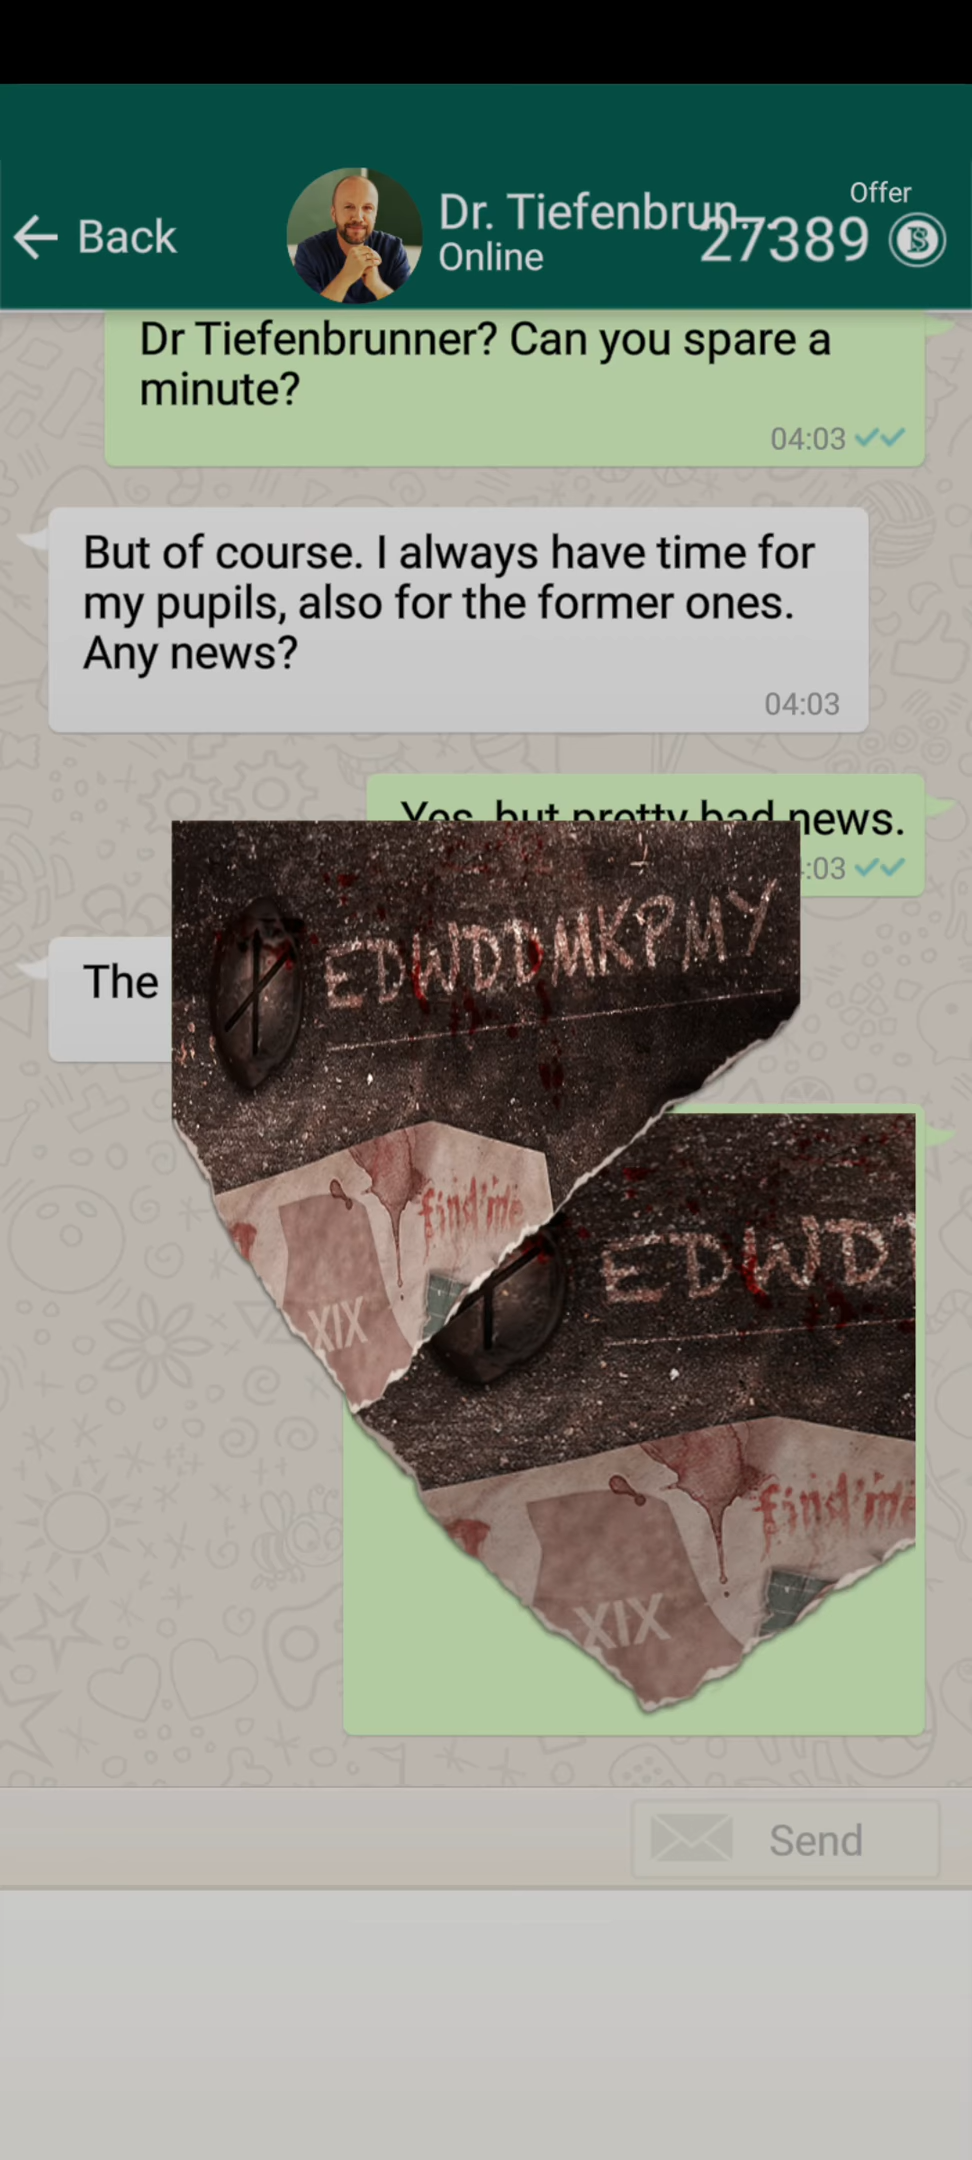 Offer
Back
Dr. Tiefenbrun...
27389
Online
Dr Tiefenbrunner? Can you spare a
minute?
04:03
But of course. I always have time for
my pupils, also for the former ones.
Any news?
04:03
Yes, but pretty bad news.
:03
EDWDDMKPMY
The
find me
EDWD
XIX
find me
XIX
Send